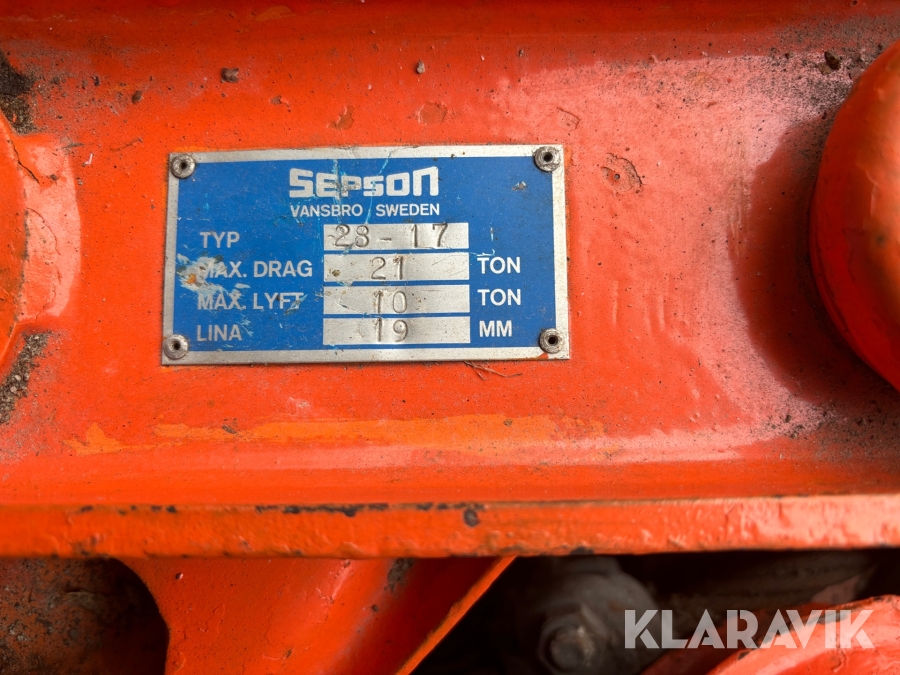 SEPSON
VANSBRO SWEDEN
TYP 28-17
MAX. DRAG 21 TON
MAX. LYFT 10 TON
LINA 19 MM
KLARAVIK